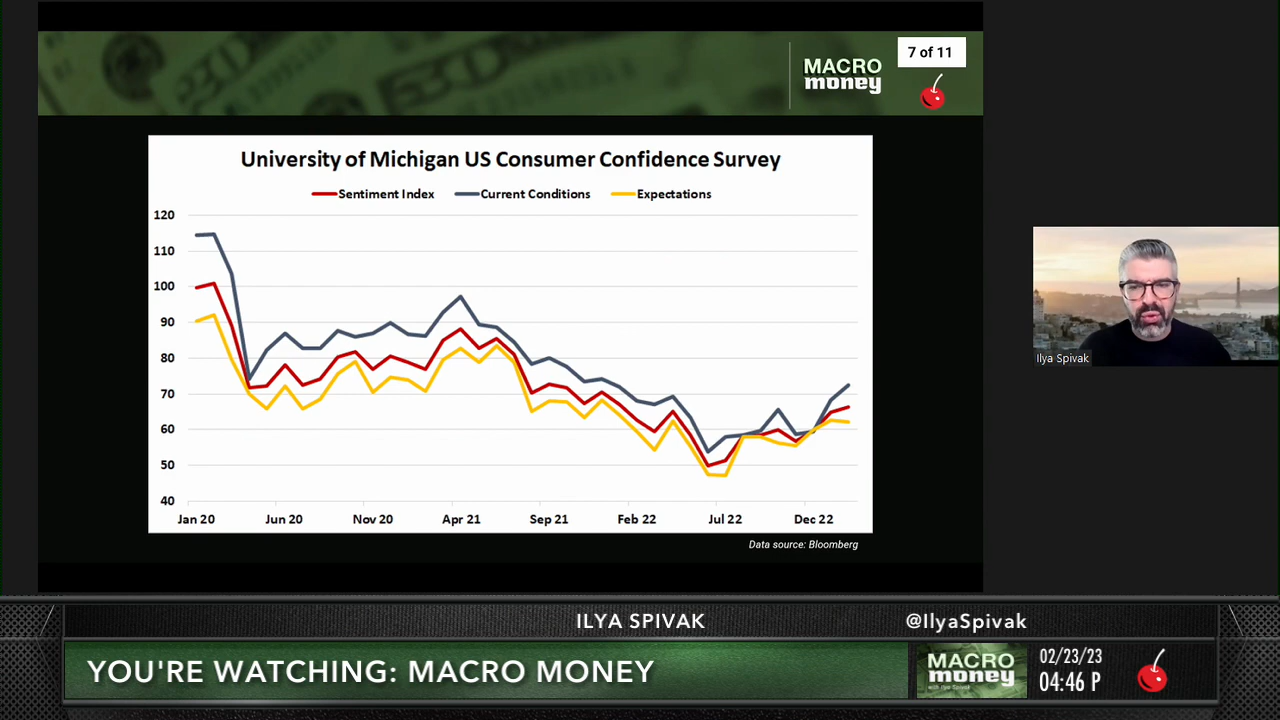 MACRO
money
7 of 11
University of Michigan US Consumer Confidence Survey
Sentiment Index Current Conditions Expectations
120
110
100
90
80
70
60
50
40
Jan 20 Jun 20 Nov 20 Apr 21 Sep 21 Feb 22 Jul 22 Dec 22
Data source: Bloomberg
Ilya Spivak
ILYA SPIVAK @IlyaSpivak
YOU'RE WATCHING: MACRO MONEY
MACRO
money
with Ilya Spivak
02/23/23
04:46 P